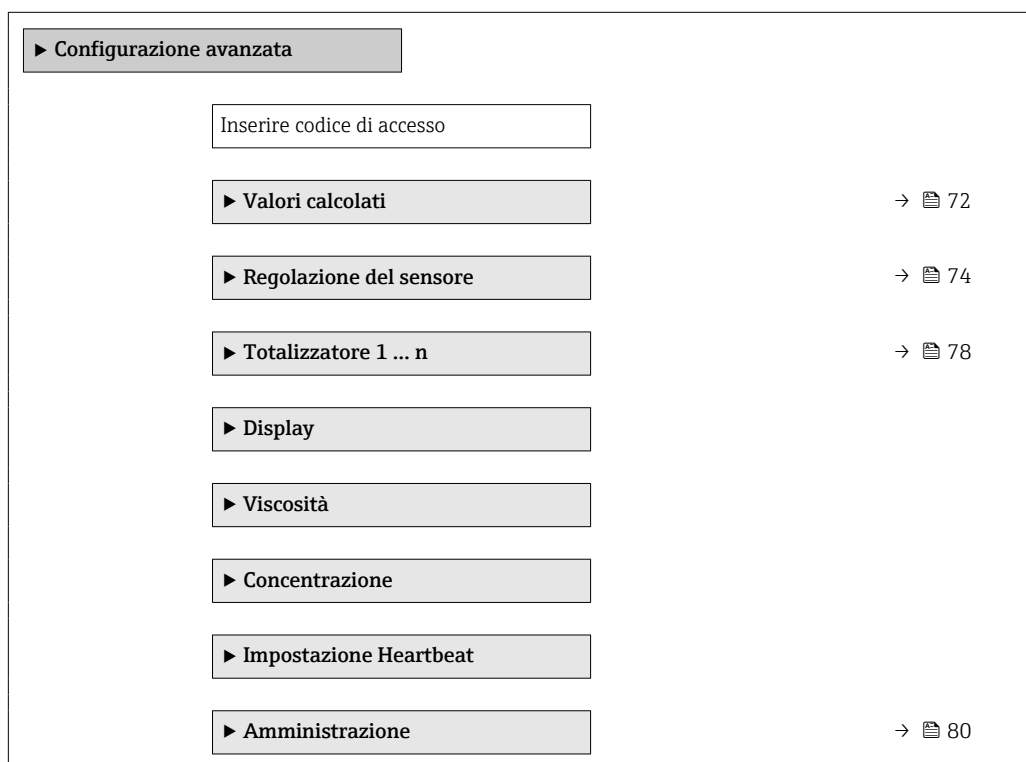 ► Configurazione avanzata
Inserire codice di accesso
► Valori calcolati → 72
► Regolazione del sensore → 74
► Totalizzatore 1 … n → 78
► Display
► Viscosità
► Concentrazione
► Impostazione Heartbeat
► Amministrazione → 80